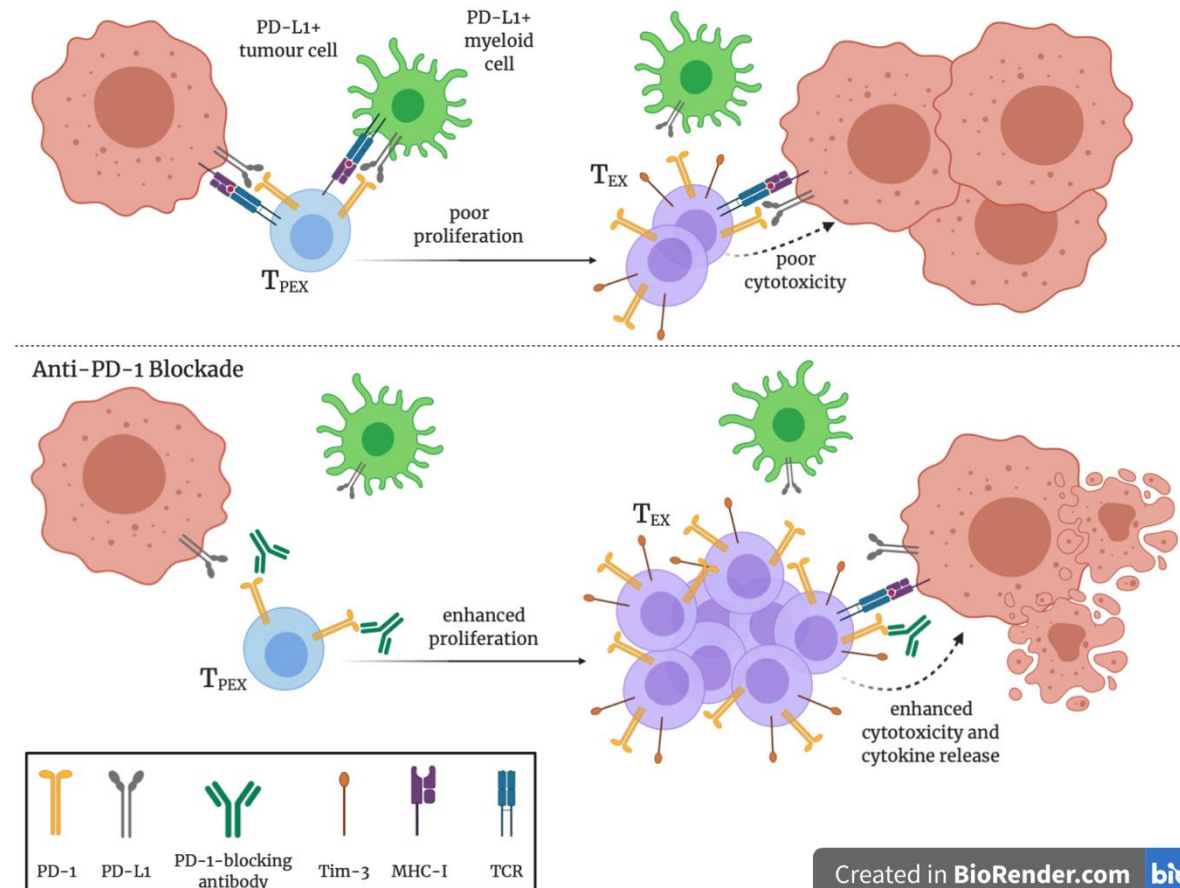 PD-L1+
tumour cell
PD-L1+
myeloid
cell
TPEX
poor
proliferation
TEX
poor
cytotoxicity
Anti-PD-1 Blockade
TPEX
enhanced
proliferation
TEX
enhanced
cytotoxicity and
cytokine release
PD-1
PD-L1
PD-1-blocking
antibody
Tim-3
MHC-I
TCR
Created in BioRender.com